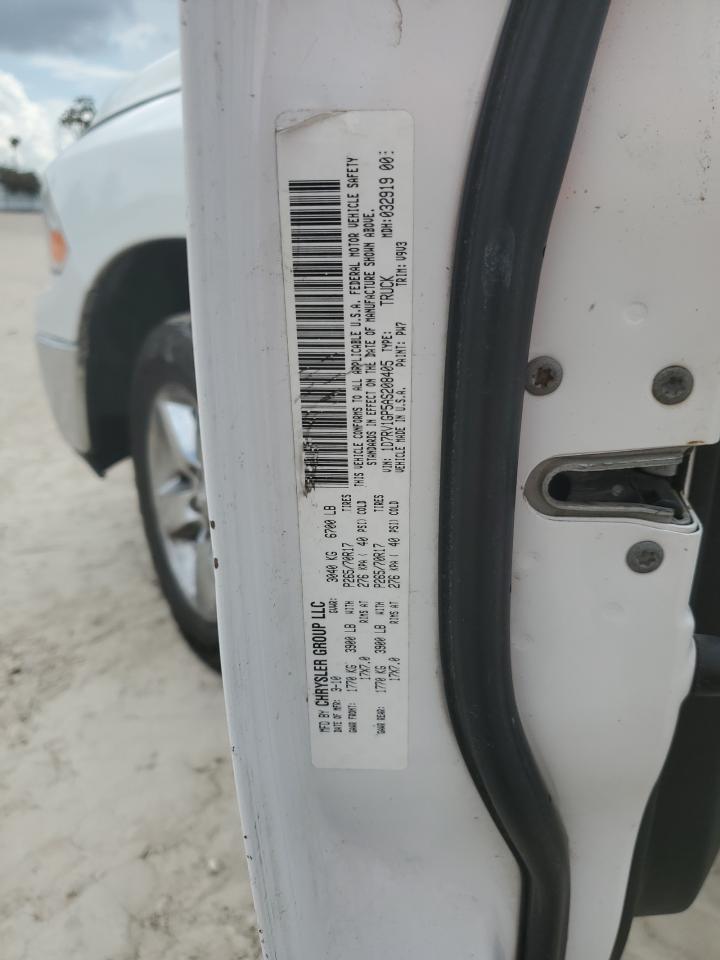 MFD BY CHRYSLER GROUP LLC
DATE OF MFR: 3-10 GVWR: 3040 KG 6700 LB
GAWR FRONT: 1770 KG 3900 LB WITH P265/70R17 TIRES
17X7.0 RIMS AT 276 KPA ( 40 PSI) COLD
GAWR REAR: 1770 KG 3900 LB WITH P265/70R17 TIRES
17X7.0 RIMS AT 276 KPA ( 40 PSI) COLD
THIS VEHICLE CONFORMS TO ALL APPLICABLE U.S.A. FEDERAL MOTOR VEHICLE SAFETY
STANDARDS IN EFFECT ON THE DATE OF MANUFACTURE SHOWN ABOVE.
VIN: 1D7RV1GP5AS208405 TYPE: TRUCK MDH: 032919 00:
VEHICLE MADE IN U.S.A. PAINT: PW7 TRIM: V9V3